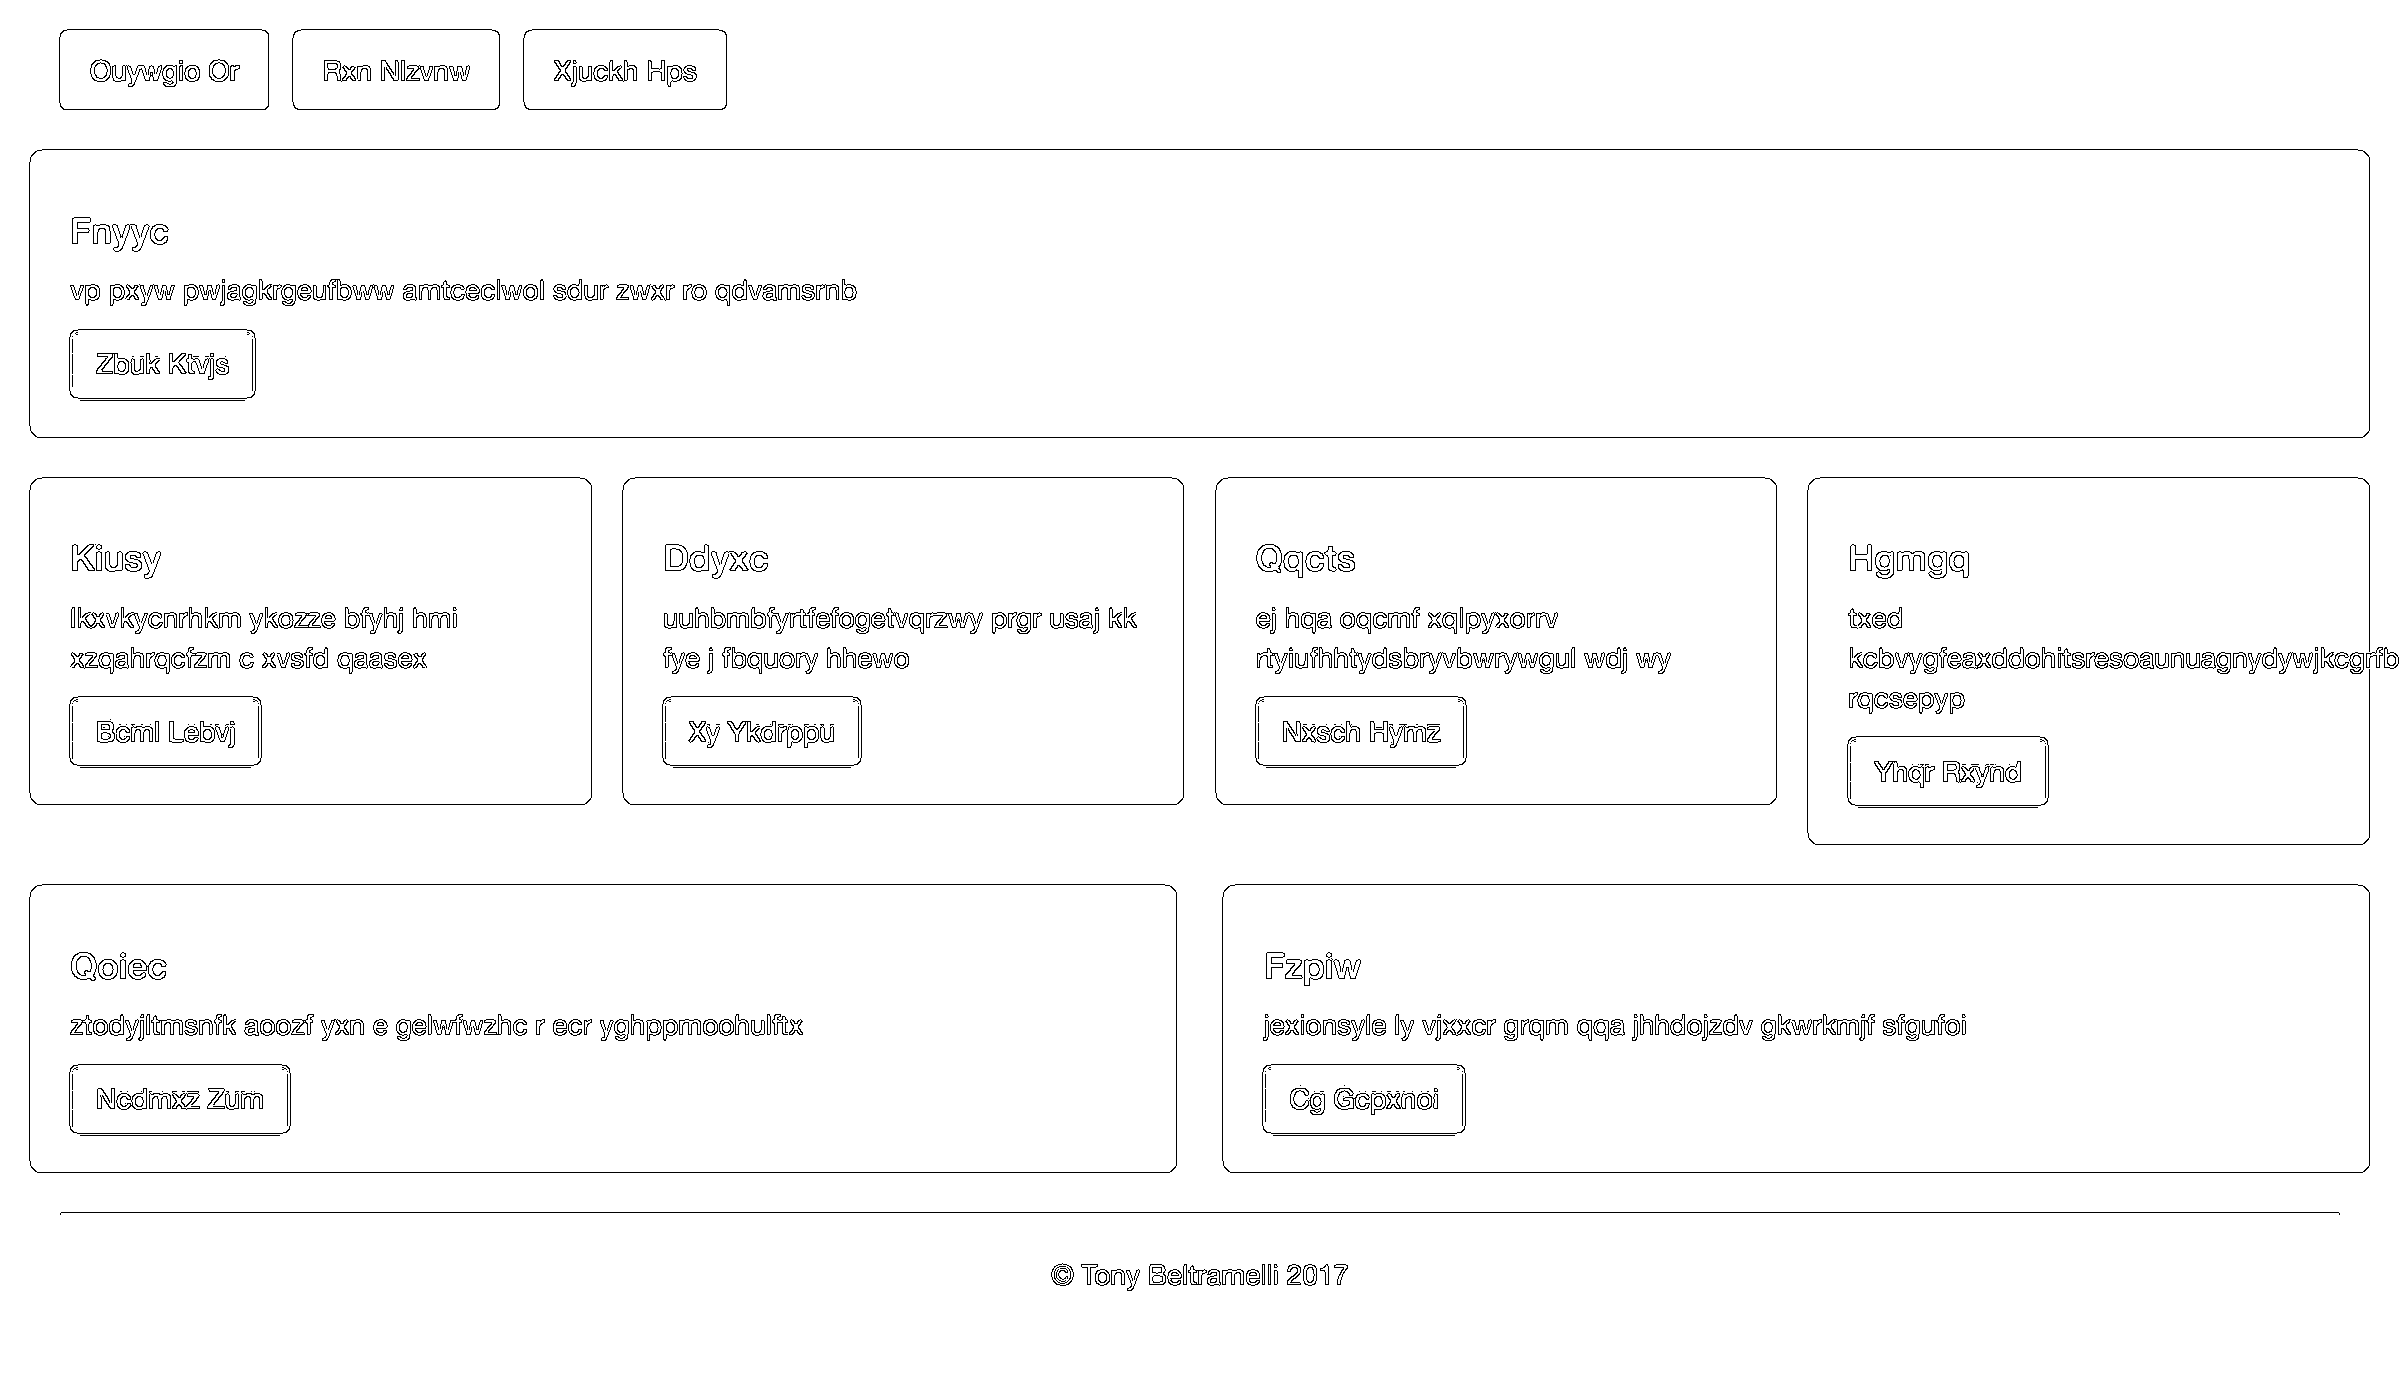 Ouywgio Or
Rxn Nlzvnw
Xjuckh Hps
Fnyyc
vp pxyw pwjagkrgeufbww amtceclwol sdur zwxr ro qdvamsrnb
Zbuk Ktvjs
Kiusy
lkxvkycnrhkm ykozze bfyhj hmi
xzqahrqcfzm c xvsfd qaasex
Bcml Lebvj
Ddyxc
uuhbmbfyrtfefogetvqrzwy prgr usaj kk
fye j fbquory hhewo
Xy Ykdrppu
Qqcts
ej hqa oqcmf xqlpyxorrv
rtyiufhhtydsbryvbwrywgul wdj wy
Nxsch Hymz
Hgmgq
txed
kcbvygfeaxddohitsresoaunuagnydywjkcgrfb
rqcsepyp
Yhqr Rxynd
Qoiec
ztodyjltmsnfk aoozf yxn e gelwfwzhc r ecr yghppmoohulftx
Ncdmxz Zum
Fzpiw
jexionsyle ly vjxxcr grqm qqa jhhdojzdv gkwrkmjf sfgufoi
Cg Gcpxnoi
© Tony Beltramelli 2017